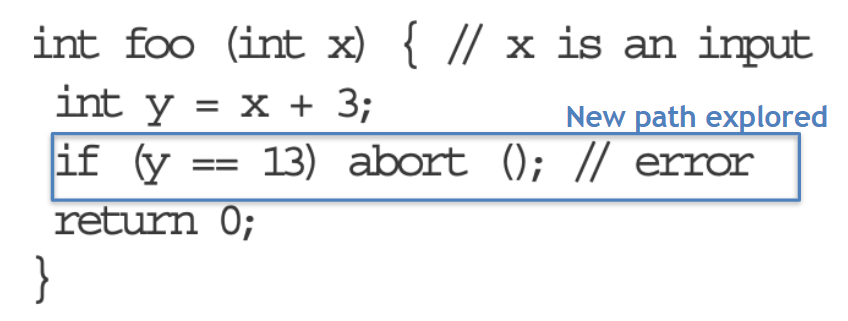 int foo (int x) { // x is an input
int y = x + 3;
New path explored
if (y == 13) abort (); // error
return 0;
}